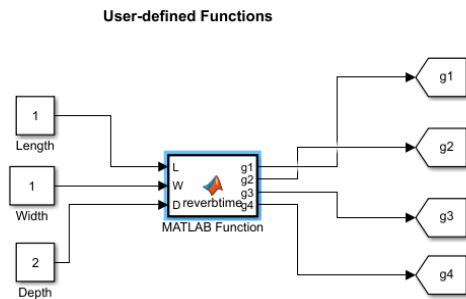 User-defined Functions
1
Length
1
Width
2
Depth
L
W
D
g1
g2
g3
g4
reverbtime
MATLAB Function
g1
g2
g3
g4